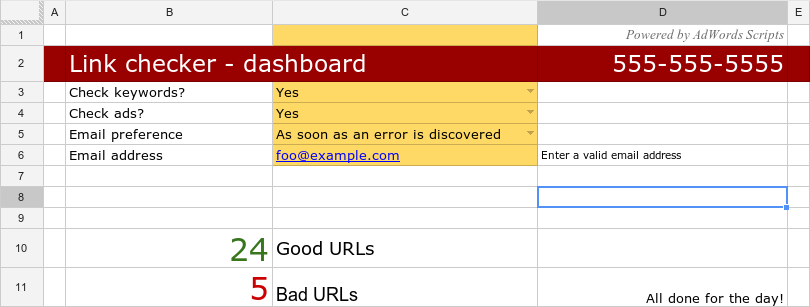 A B C D E
1 Powered by AdWords Scripts
2 Link checker - dashboard 555-555-5555
3 Check keywords? Yes
4 Check ads? Yes
5 Email preference As soon as an error is discovered
6 Email address foo@example.com Enter a valid email address
7
8
9
10 24 Good URLs
11 5 Bad URLs All done for the day!